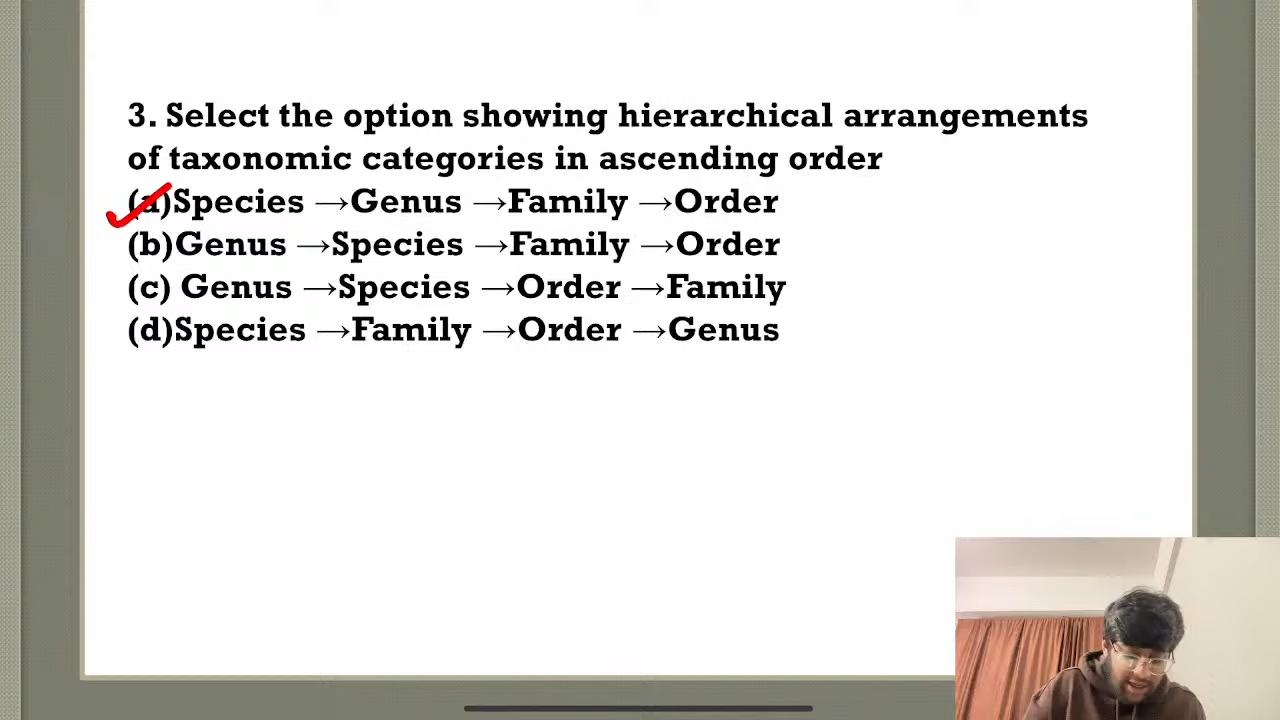 3. Select the option showing hierarchical arrangements
of taxonomic categories in ascending order
(a)Species →Genus →Family →Order
(b)Genus →Species →Family →Order
(c) Genus →Species →Order →Family
(d)Species →Family →Order →Genus